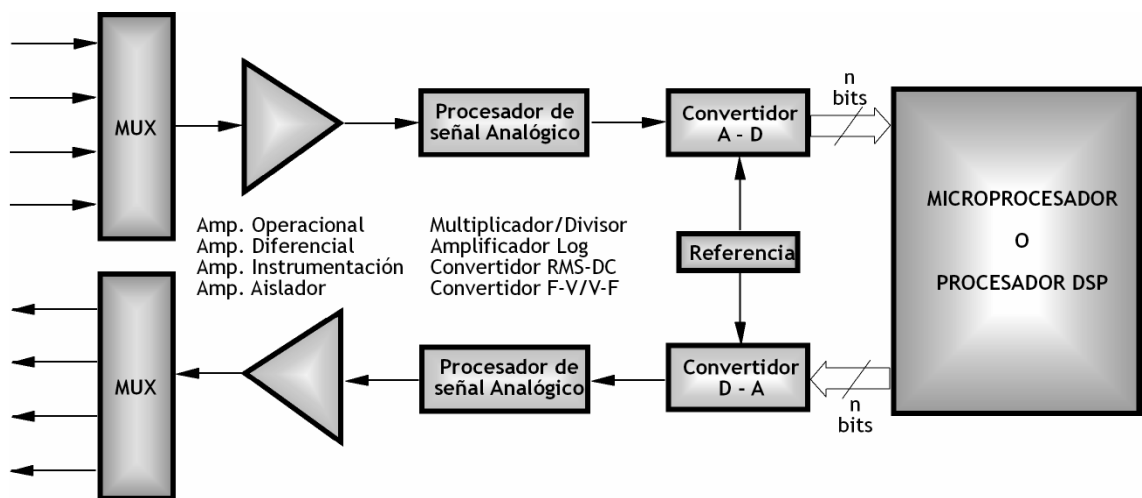 MUX
Procesador de
señal Analógico
Convertidor
A - D
n
bits
MICROPROCESADOR
O
PROCESADOR DSP
Amp. Operacional
Amp. Diferencial
Amp. Instrumentación
Amp. Aislador
Multiplicador/Divisor
Amplificador Log
Convertidor RMS-DC
Convertidor F-V/V-F
Referencia
MUX
Procesador de
señal Analógico
Convertidor
D - A
n
bits